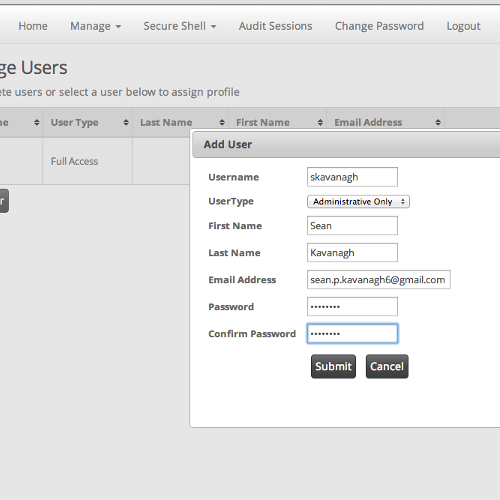 Home Manage Secure Shell Audit Sessions Change Password Logout
ge Users
ete users or select a user below to assign profile
me User Type Last Name First Name Email Address
Full Access
r
Add User
Username skavanagh
UserType Administrative Only
First Name Sean
Last Name Kavanagh
Email Address sean.p.kavanagh6@gmail.com
Password ••••••••
Confirm Password ••••••••
Submit Cancel